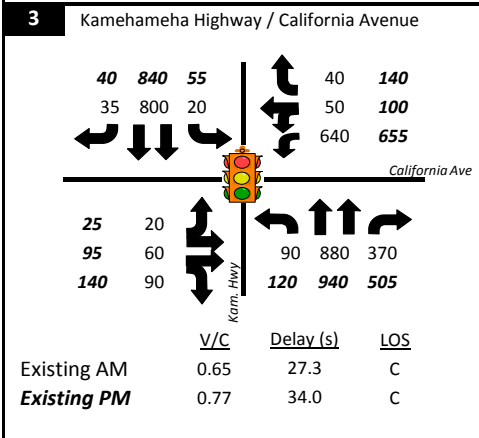 3 Kamehameha Highway / California Avenue
40 840 55
35 800 20
40 140
50 100
640 655
California Ave
25 20
95 60
140 90
90 880 370
120 940 505
Kam. Hwy
V/C Delay (s) LOS
Existing AM 0.65 27.3 C
Existing PM 0.77 34.0 C